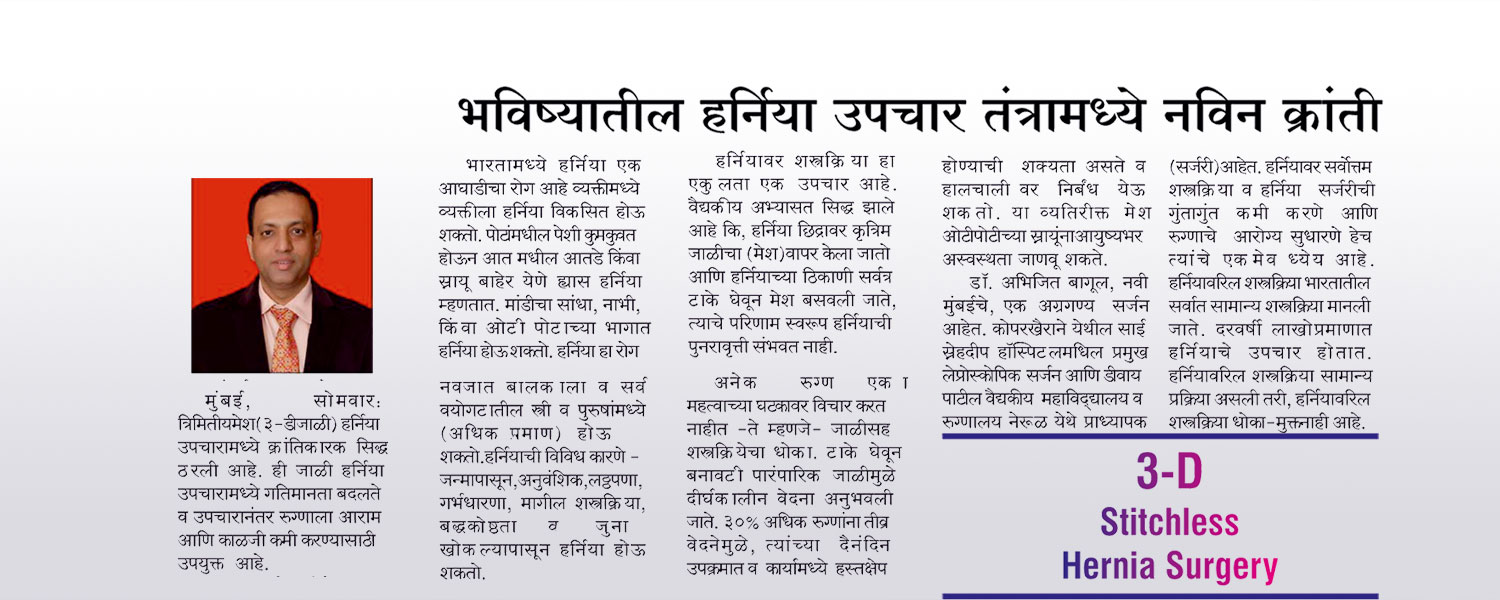 भविष्यातील हर्निया उपचार तंत्रामध्ये नविन क्रांती
मुंबई, सोमवार:
त्रिमितीयमेश(३-डीजाळी) हर्निया
उपचारामध्ये क्रांतिकारक सिद्ध
ठरली आहे. ही जाळी हर्निया
उपचारामध्ये गतिमानता बदलते
व उपचारानंतर रुग्णाला आराम
आणि काळजी कमी करण्यासाठी
उपयुक्त आहे.
भारतामध्ये हर्निया एक
आघाडीचा रोग आहे व्यक्तीमध्ये
व्यक्तीला हर्निया विकसित होऊ
शक्तो. पोटांमधील पेशी कुमकुवत
होऊन आत मधील आतडे किंवा
स्नायू बाहेर येणे ह्यास हर्निया
म्हणतात. मांडीचा सांधा, नाभी,
किंवा ओटी पोटाच्या भागात
हर्निया होऊशक्तो. हर्निया हा रोग
नवजात बालकाला व सर्व
वयोगटातील स्त्री व पुरुषांमध्ये
(अधिक प्रमाण) होऊ
शक्तो.हर्नियाची विविध कारणे -
जन्मापासून,अनुवंशिक,लठ्ठपणा,
गर्भधारणा, मागील शस्त्रक्रिया,
बद्धकोष्ठता व जुना
खोकल्यापासून हर्निया होऊ
शकतो.
हर्नियावर शस्त्रक्रिया हा
एकुलता एक उपचार आहे.
वैद्यकीय अभ्यासत सिद्ध झाले
आहे कि, हर्निया छिद्रावर कृत्रिम
जाळीचा (मेश)वापर केला जातो
आणि हर्नियाच्या ठिकाणी सर्वत्र
टाके घेवून मेश बसवली जाते,
त्याचे परिणाम स्वरूप हर्नियाची
पुनरावृत्ती संभवत नाही.
अनेक रुग्ण एका
महत्वाच्या घटकावर विचार करत
नाहीत -ते म्हणजे- जाळीसह
शस्त्रक्रियेचा धोका. टाके घेवून
बनावटी पारंपारिक जाळीमुळे
दीर्घकालीन वेदना अनुभवली
जाते. ३०% अधिक रुग्णांना तीव्र
वेदनेमुळे, त्यांच्या दैनंदिन
उपक्रमात व कार्यामध्ये हस्तक्षेप
होण्याची शक्यता असते व
हालचाली वर निर्बंध येऊ
शकतो. या व्यतिरीक्त मेश
ओटीपोटीच्या स्नायूंनाआयुष्यभर
अस्वस्थता जाणवू शकते.
डॉ. अभिजित बागूल, नवी
मुंबईचे, एक अग्रगण्य सर्जन
आहेत. कोपरखैराने येथील साई
स्नेहदीप हॉस्पिटलमधिल प्रमुख
लेप्रोस्कोपिक सर्जन आणि डीवाय
पाटील वैद्यकीय महाविद्यालय व
रुग्णालय नेरूळ येथे प्राध्यापक
(सर्जरी)आहेत. हर्नियावर सर्वोत्तम
शस्त्रक्रिया व हर्निया सर्जरीची
गुंतागुंत कमी करणे आणि
रुग्णाचे आरोग्य सुधारणे हेच
त्यांचे एकमेव ध्येय आहे.
हर्नियावरिल शस्त्रक्रिया भारतातील
सर्वात सामान्य शस्त्रक्रिया मानली
जाते. दरवर्षी लाखोप्रमाणात
हर्नियाचे उपचार होतात.
हर्नियावरिल शस्त्रक्रिया सामान्य
प्रक्रिया असली तरी, हर्नियावरिल
शस्त्रक्रिया धोका-मुक्तनाही आहे.
3-D
Stitchless
Hernia Surgery